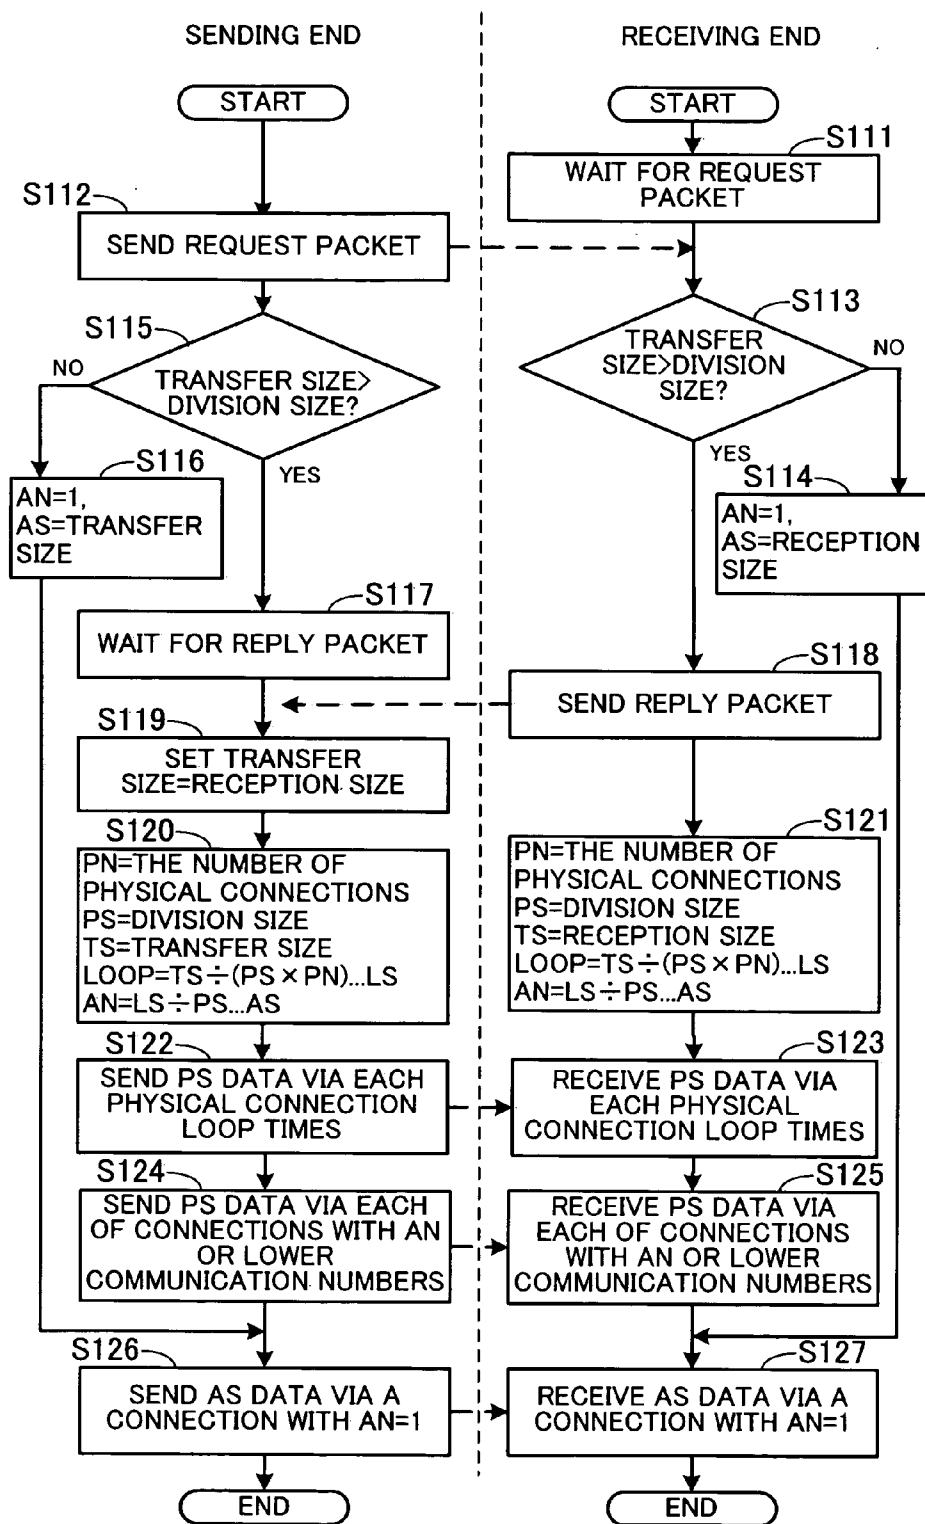 SENDING END
RECEIVING END
START
START
S111
WAIT FOR REQUEST
PACKET
S112
SEND REQUEST PACKET
S113
TRANSFER
SIZE>DIVISION
SIZE?
NO
YES
S115
TRANSFER SIZE>
DIVISION SIZE?
NO
YES
S116
AN=1,
AS=TRANSFER
SIZE
S114
AN=1,
AS=RECEPTION
SIZE
S117
WAIT FOR REPLY PACKET
S118
SEND REPLY PACKET
S119
SET TRANSFER
SIZE=RECEPTION SIZE
S120
PN=THE NUMBER OF
PHYSICAL CONNECTIONS
PS=DIVISION SIZE
TS=TRANSFER SIZE
LOOP=TS÷(PS×PN)...LS
AN=LS÷PS...AS
S121
PN=THE NUMBER OF
PHYSICAL CONNECTIONS
PS=DIVISION SIZE
TS=RECEPTION SIZE
LOOP=TS÷(PS×PN)...LS
AN=LS÷PS...AS
S122
SEND PS DATA VIA EACH
PHYSICAL CONNECTION
LOOP TIMES
S123
RECEIVE PS DATA VIA
EACH PHYSICAL
CONNECTION LOOP TIMES
S124
SEND PS DATA VIA EACH
OF CONNECTIONS WITH AN
OR LOWER
COMMUNICATION NUMBERS
S125
RECEIVE PS DATA VIA
EACH OF CONNECTIONS
WITH AN OR LOWER
COMMUNICATION NUMBERS
S126
SEND AS DATA VIA A
CONNECTION WITH AN=1
S127
RECEIVE AS DATA VIA A
CONNECTION WITH AN=1
END
END